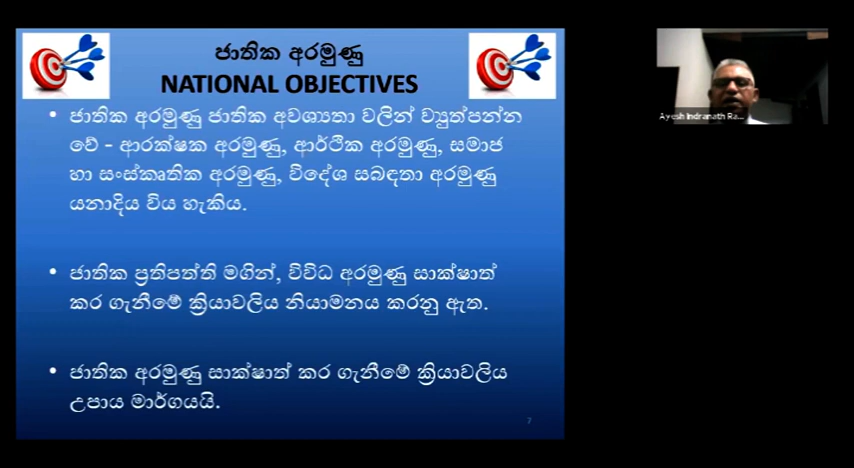 ජාතික අරමුණු
NATIONAL OBJECTIVES
• ජාතික අරමුණු ජාතික අවශ්‍යතා වලින් ව්‍යුත්පන්න
වේ - ආරක්ෂක අරමුණු, ආර්ථික අරමුණු, සමාජ
හා සංස්කෘතික අරමුණු, විදේශ සබඳතා අරමුණු
යනාදිය විය හැකිය.
• ජාතික ප්‍රතිපත්ති මගින්, විවිධ අරමුණු සාක්ෂාත්
කර ගැනීමේ ක්‍රියාවලිය නියාමනය කරනු ඇත.
• ජාතික අරමුණු සාක්ෂාත් කර ගැනීමේ ක්‍රියාවලිය
උපාය මාර්ගයයි.
7
Ayesh Indranath Ra...